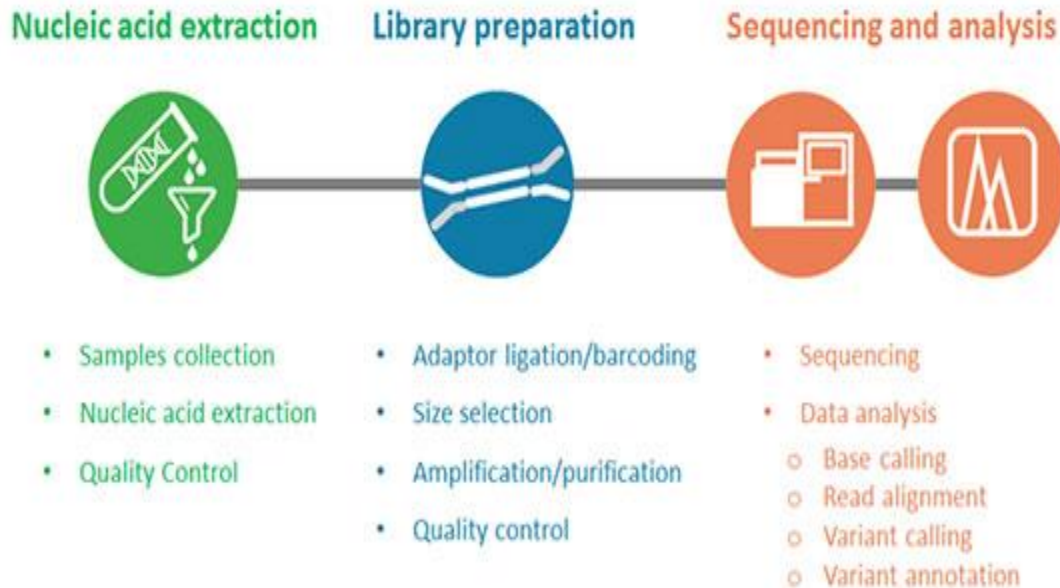 Nucleic acid extraction
Library preparation
Sequencing and analysis
• Samples collection
• Nucleic acid extraction
• Quality Control
• Adaptor ligation/barcoding
• Size selection
• Amplification/purification
• Quality control
• Sequencing
• Data analysis
o Base calling
o Read alignment
o Variant calling
o Variant annotation